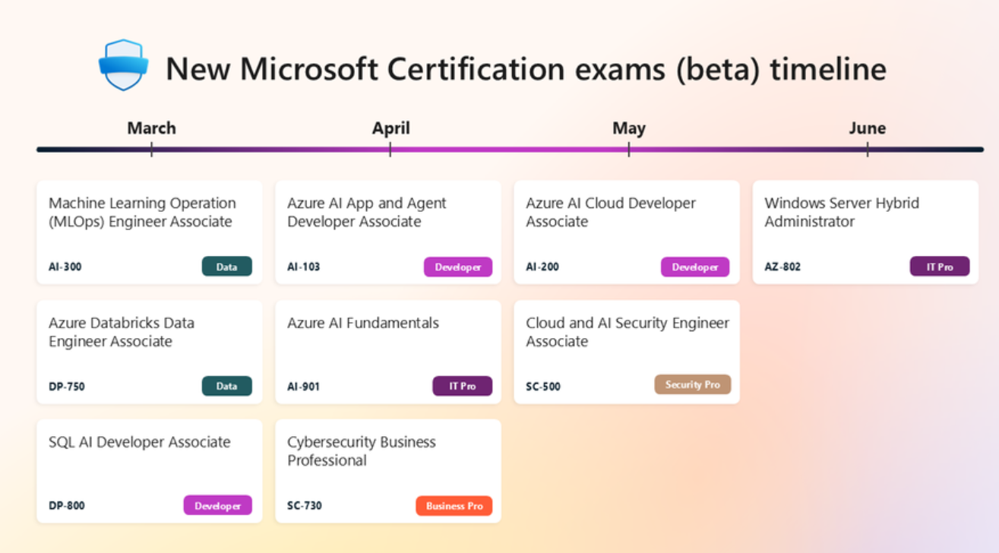 New Microsoft Certification exams (beta) timeline
March
April
May
June
Machine Learning Operation
(MLOps) Engineer Associate
AI-300
Data
Azure AI App and Agent
Developer Associate
AI-103
Developer
Azure AI Cloud Developer
Associate
AI-200
Developer
Windows Server Hybrid
Administrator
AZ-802
IT Pro
Azure Databricks Data
Engineer Associate
DP-750
Data
Azure AI Fundamentals
AI-901
IT Pro
Cloud and AI Security Engineer
Associate
SC-500
Security Pro
SQL AI Developer Associate
DP-800
Developer
Cybersecurity Business
Professional
SC-730
Business Pro